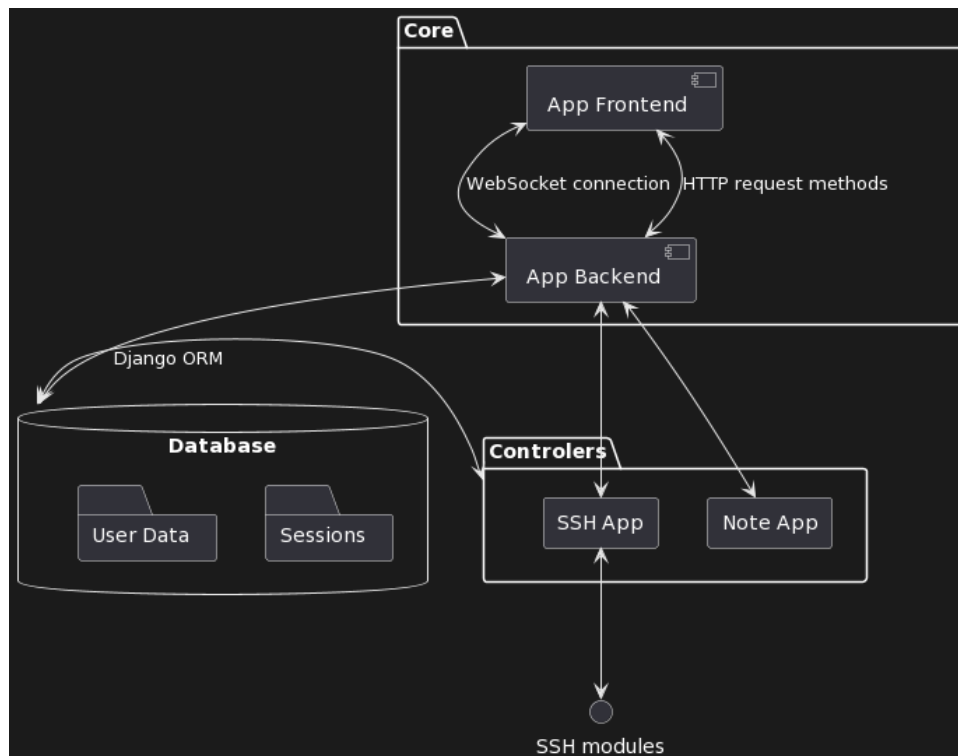 Core
App Frontend
WebSocket connection
HTTP request methods
App Backend
Django ORM
Database
User Data
Sessions
Controlers
SSH App
Note App
SSH modules